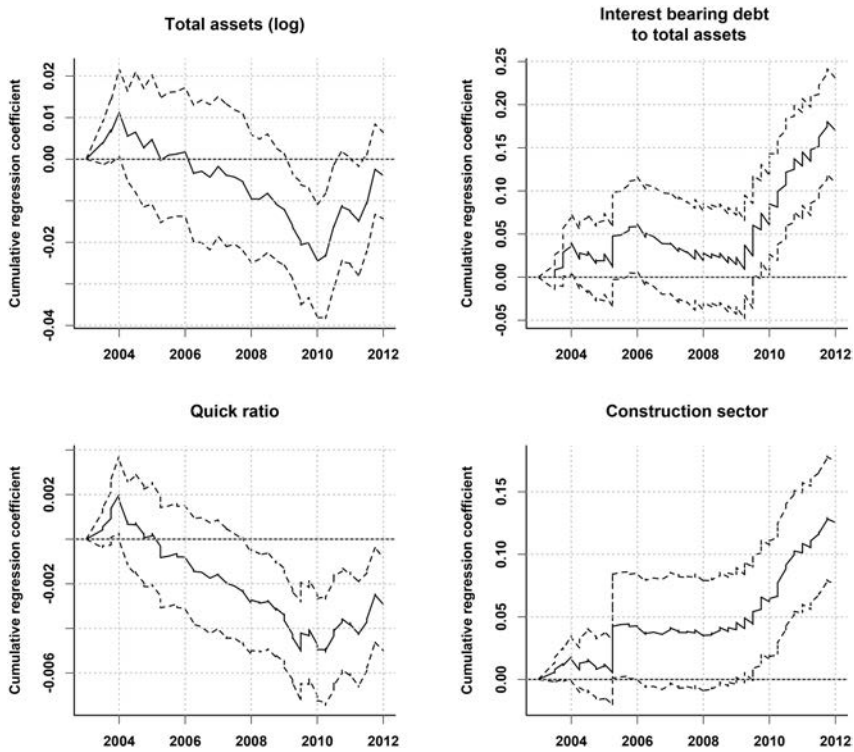 Total assets (log)
Cumulative regression coefficient
0.02
0.00
-0.02
-0.04
2004 2006 2008 2010 2012
Interest bearing debt
to total assets
Cumulative regression coefficient
0.25
0.20
0.15
0.10
0.05
0.00
-0.05
2004 2006 2008 2010 2012
Quick ratio
Cumulative regression coefficient
0.002
-0.002
-0.006
2004 2006 2008 2010 2012
Construction sector
Cumulative regression coefficient
0.15
0.10
0.05
0.00
2004 2006 2008 2010 2012